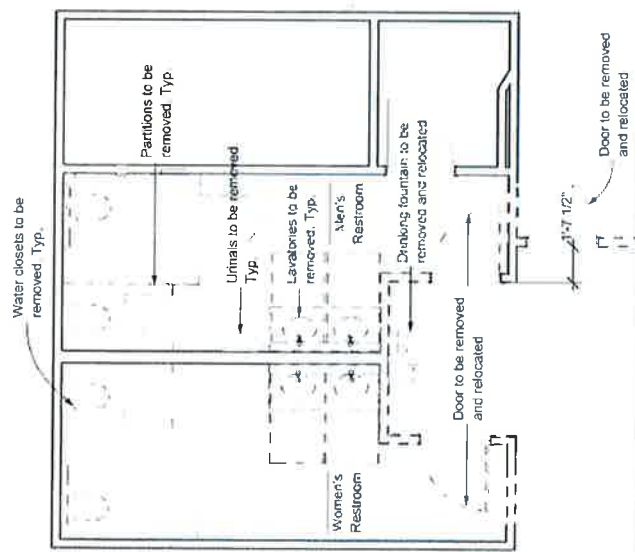 Water closets to be
removed. Typ.
Partitions to be
removed. Typ.
Urinals to be removed.
Typ.
Lavatories to be
removed. Typ.
Men's
Restroom
Drinking fountain to be
removed and relocated
Women's
Restroom
Door to be removed
and relocated
1'-7 1/2"
Door to be removed
and relocated